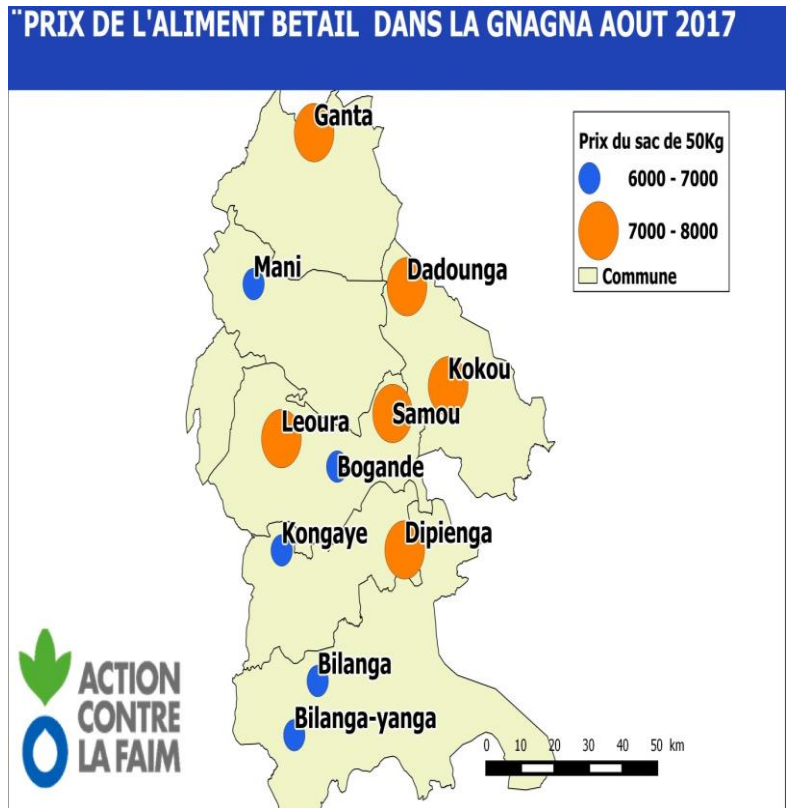 ¨PRIX DE L'ALIMENT BETAIL DANS LA GNAGNA AOUT 2017
Prix du sac de 50Kg
6000 - 7000
7000 - 8000
Commune
Ganta
Mani
Dadounga
Kokou
Samou
Leoura
Bogande
Kongaye
Dipienga
Bilanga
Bilanga-yanga
ACTION
CONTRE
LA FAIM
0 10 20 30 40 50 km